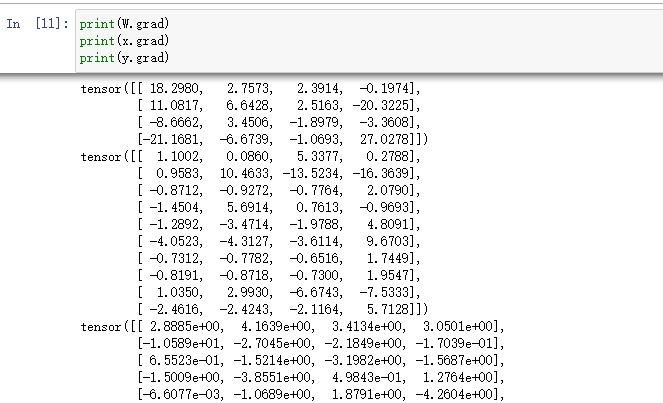 In [11]: print(W.grad)
print(x.grad)
print(y.grad)
tensor([[ 18.2980,   2.7573,   2.3914,  -0.1974],
        [ 11.0817,   6.6428,   2.5163, -20.3225],
        [ -8.6662,   3.4506,  -1.8979,  -3.3608],
        [-21.1681,  -6.6739,  -1.0693,  27.0278]])
tensor([[  1.1002,   0.0860,   5.3377,   0.2788],
        [  0.9583,  10.4633, -13.5234, -16.3639],
        [ -0.8712,  -0.9272,  -0.7764,   2.0790],
        [ -1.4504,   5.6914,   0.7613,  -0.9693],
        [ -1.2892,  -3.4714,  -1.9788,   4.8091],
        [ -4.0523,  -4.3127,  -3.6114,   9.6703],
        [ -0.7312,  -0.7782,  -0.6516,   1.7449],
        [ -0.8191,  -0.8718,  -0.7300,   1.9547],
        [  1.0350,   2.9930,  -6.6743,  -7.5333],
        [ -2.4616,  -2.4243,  -2.1164,   5.7128]])
tensor([[ 2.8885e+00,  4.1639e+00,  3.4134e+00,  3.0501e+00],
        [-1.0589e+01, -2.7045e+00, -2.1849e+00, -1.7039e-01],
        [ 6.5523e-01, -1.5214e+00, -3.1982e+00, -1.5687e+00],
        [-1.5009e+00, -3.8551e+00,  4.9843e-01,  1.2764e+00],
        [-6.6077e-03, -1.0689e+00,  1.8791e+00, -4.2604e+00],